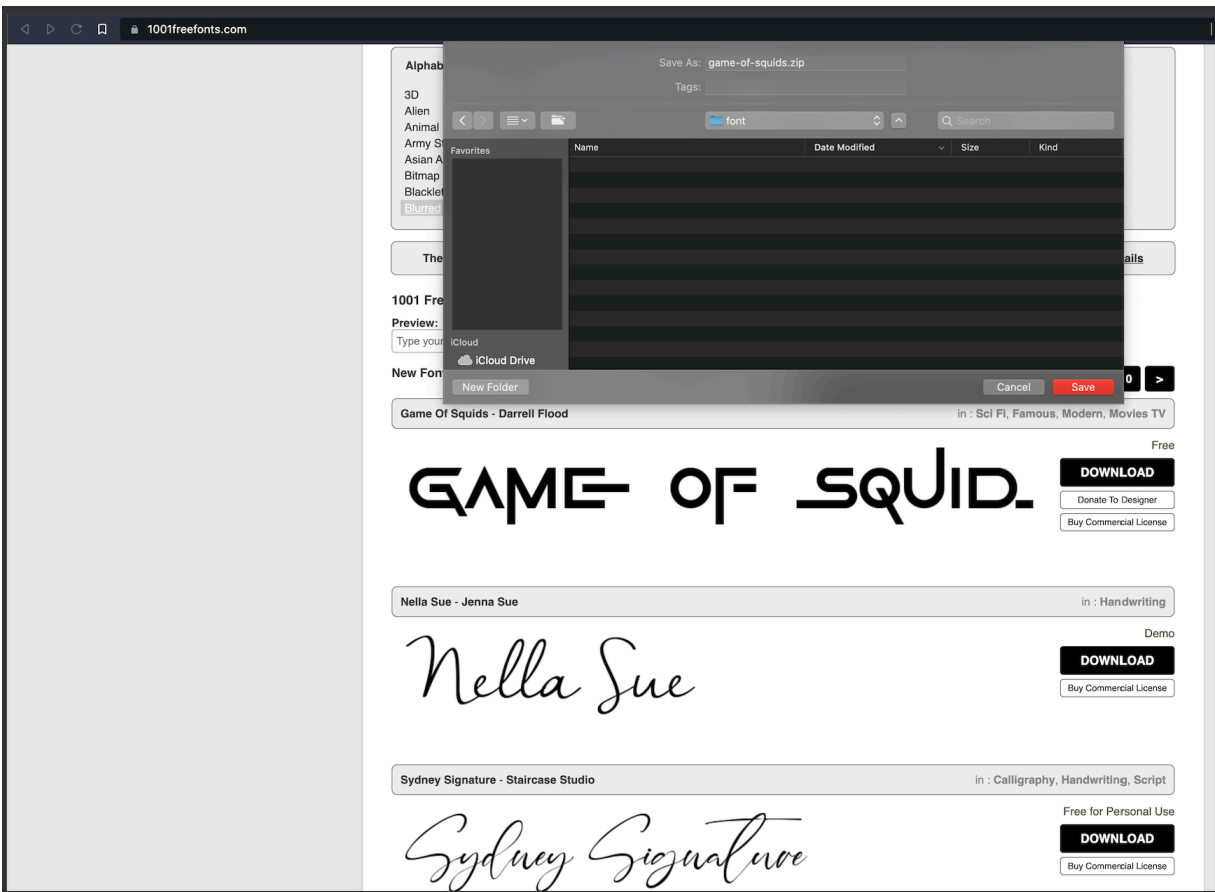 1001freefonts.com
Alphab
3D
Alien
Animal
Army S
Asian A
Bitmap
Blacklet
Blurred
Save As: game-of-squids.zip
Tags:
font
Search
Favorites
Name Date Modified Size Kind
iCloud
iCloud Drive
New Folder Cancel Save
The ails
1001 Fre
Preview:
Type your
New Fon 0 >
Game Of Squids - Darrell Flood in : Sci Fi, Famous, Modern, Movies TV
Free
GAME OF SQUID
DOWNLOAD
Donate To Designer
Buy Commercial License
Nella Sue - Jenna Sue in : Handwriting
Demo
Nella Sue
DOWNLOAD
Buy Commercial License
Sydney Signature - Staircase Studio in : Calligraphy, Handwriting, Script
Free for Personal Use
Sydney Signature
DOWNLOAD
Buy Commercial License